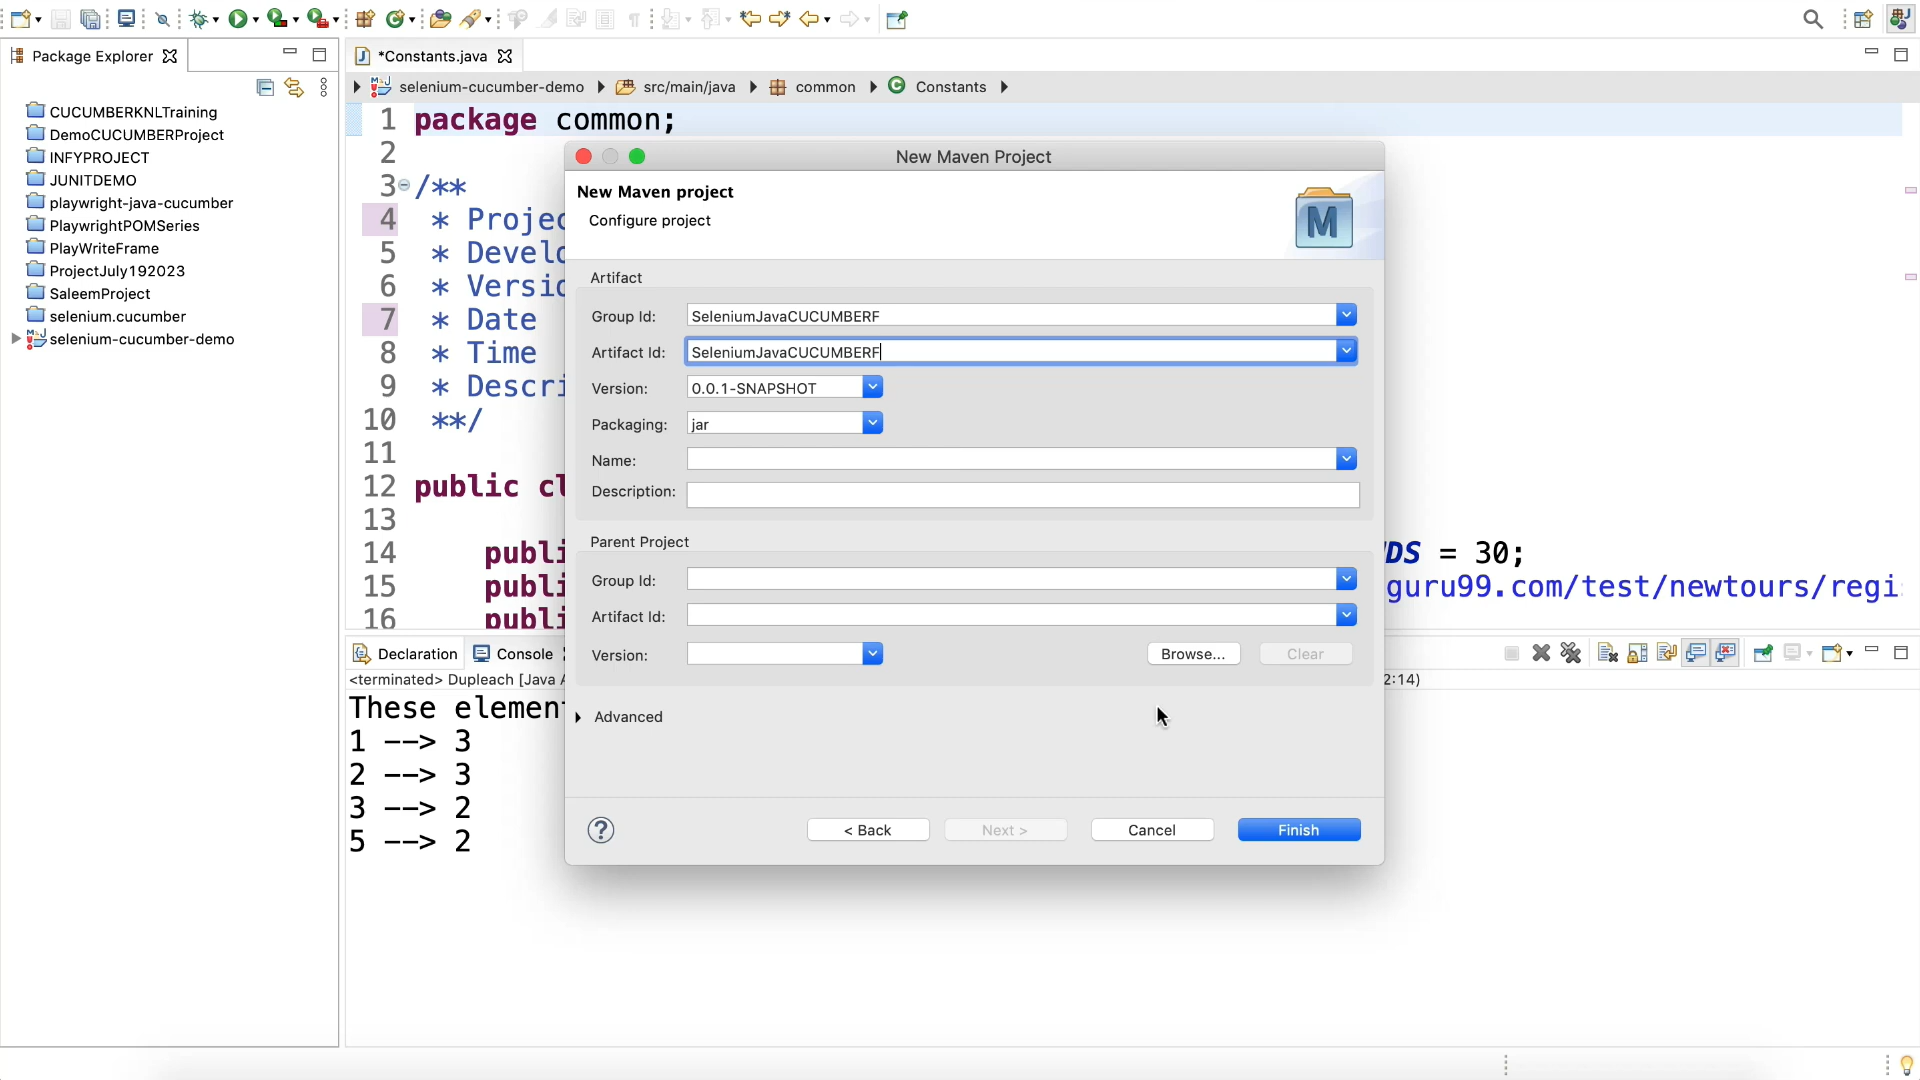 Package Explorer
*Constants.java
selenium-cucumber-demo
src/main/java
common
Constants
CUCUMBERKNLTraining
DemoCUCUMBERProject
INFYPROJECT
JUNITDEMO
playwright-java-cucumber
PlaywrightPOMSeries
PlayWriteFrame
ProjectJuly192023
SaleemProject
selenium.cucumber
selenium-cucumber-demo
1 package common;
2
3 /**
4 * Projec
5 * Develo
6 * Versio
7 * Date
8 * Time
9 * Descri
10 **/
11
12 public cl
13
14 publi DS = 30;
15 publi guru99.com/test/newtours/regi
16 publi
New Maven Project
New Maven project
Configure project
M
Artifact
Group Id: SeleniumJavaCUCUMBERF
Artifact Id: SeleniumJavaCUCUMBERF
Version: 0.0.1-SNAPSHOT
Packaging: jar
Name:
Description:
Parent Project
Group Id:
Artifact Id:
Version:
Browse...
Clear
Advanced
?
< Back
Next >
Cancel
Finish
Declaration
Console
<terminated> Dupleach [Java A 2:14)
These element
1 --> 3
2 --> 3
3 --> 2
5 --> 2